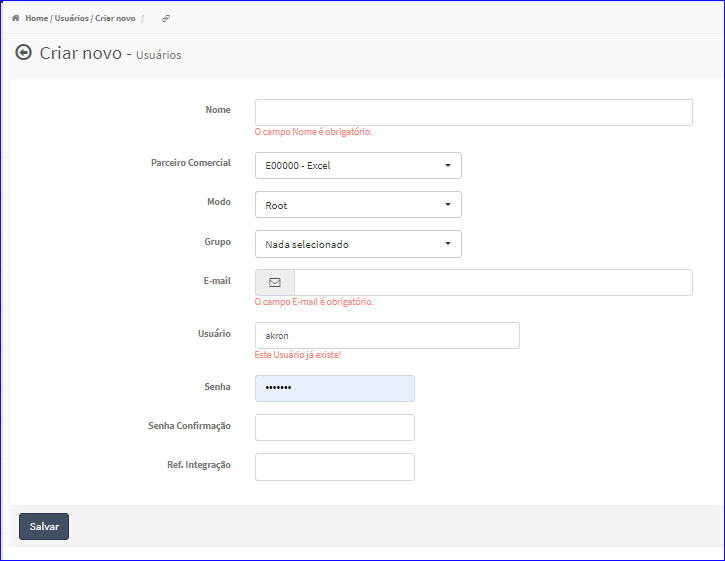 Home / Usuários / Criar novo /
Criar novo - Usuários
Nome
O campo Nome é obrigatório.
Parceiro Comercial E00000 - Excel
Modo Root
Grupo Nada selecionado
E-mail
O campo E-mail é obrigatório.
Usuário akron
Este Usuário já existe!
Senha •••••••
Senha Confirmação
Ref. Integração
Salvar